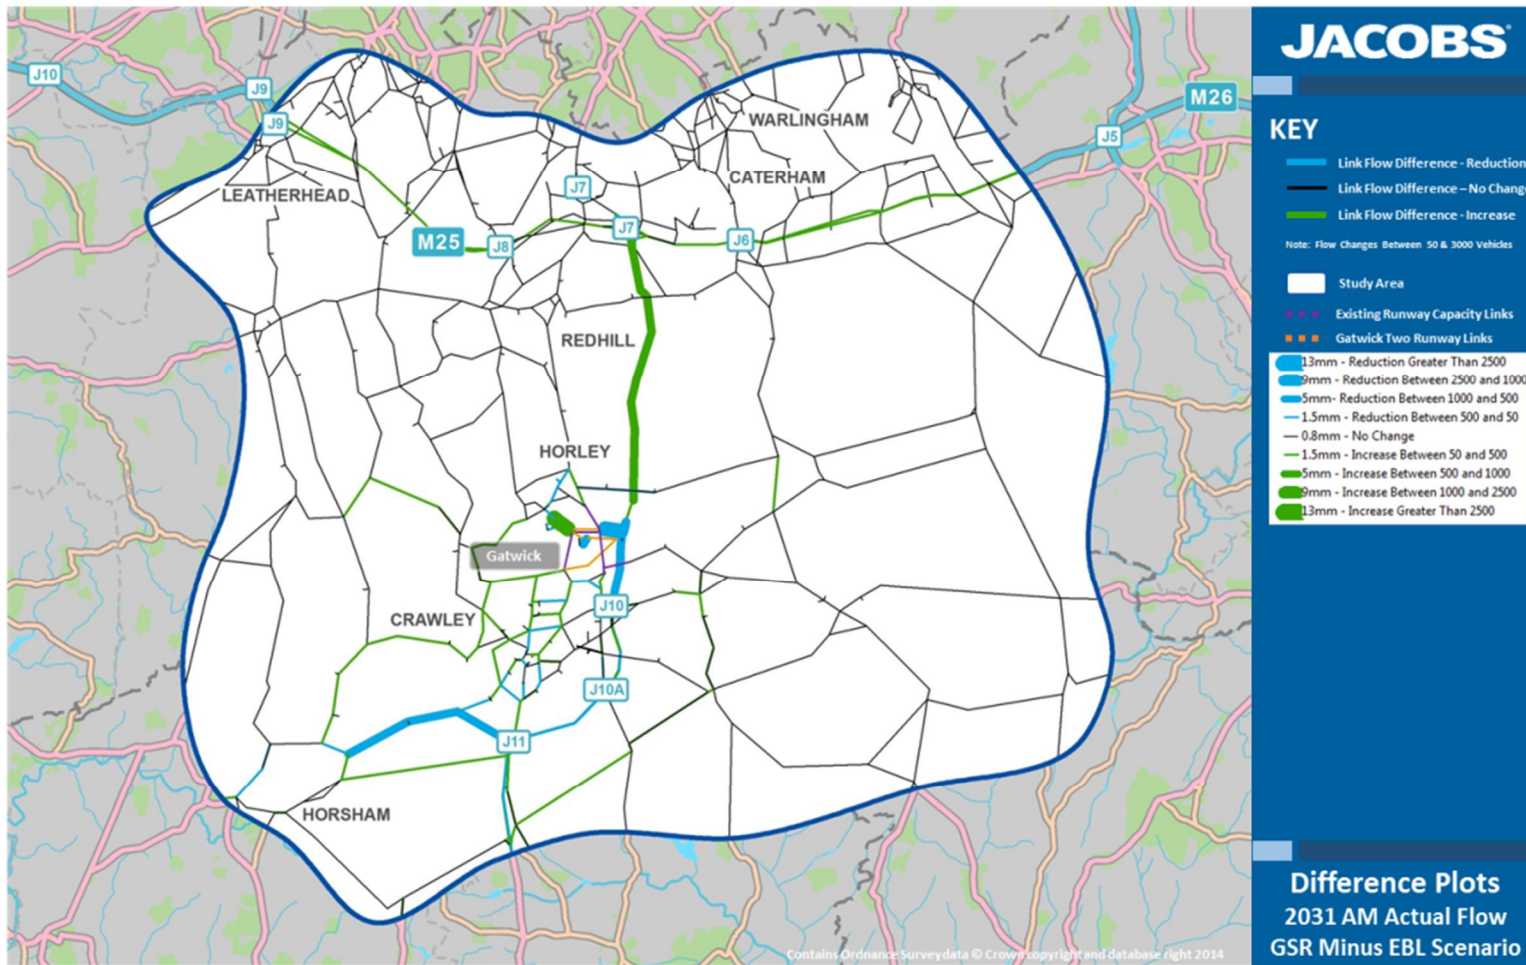 JACOBS
M26
J10
J9
J9
J5
WARLINGHAM
CATERHAM
J7
LEATHERHEAD
M25
J8
J7
J6
REDHILL
HORLEY
Gatwick
J10
CRAWLEY
J10A
J11
HORSHAM
Contains Ordnance Survey data © Crown copyright and database right 2014
KEY
Link Flow Difference - Reduction
Link Flow Difference – No Change
Link Flow Difference - Increase
Note: Flow Changes Between 50 & 3000 Vehicles
Study Area
Existing Runway Capacity Links
Gatwick Two Runway Links
13mm - Reduction Greater Than 2500
9mm - Reduction Between 2500 and 1000
5mm- Reduction Between 1000 and 500
1.5mm - Reduction Between 500 and 50
0.8mm - No Change
1.5mm - Increase Between 50 and 500
5mm - Increase Between 500 and 1000
9mm - Increase Between 1000 and 2500
13mm - Increase Greater Than 2500
Difference Plots
2031 AM Actual Flow
GSR Minus EBL Scenario